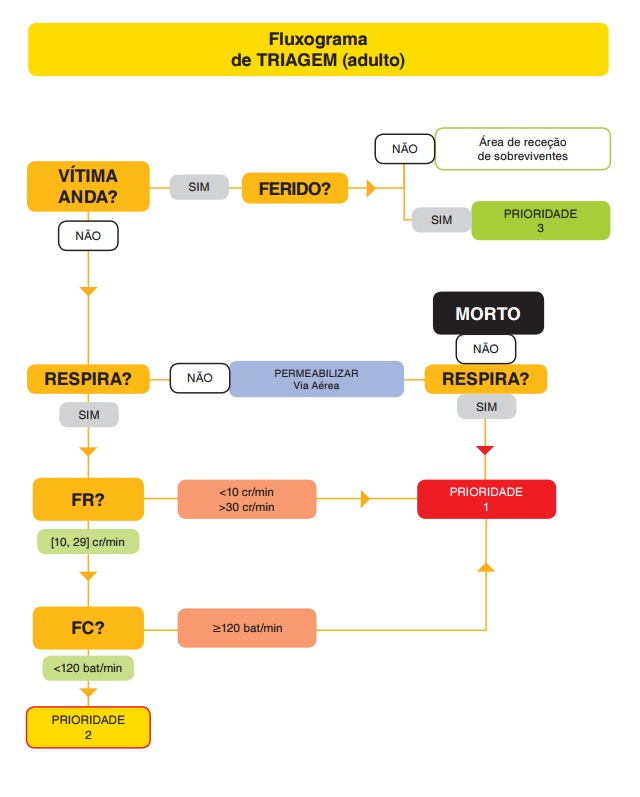 Fluxograma
de TRIAGEM (adulto)
NÃO
Área de receção
de sobreviventes
VÍTIMA
ANDA?
SIM
FERIDO?
SIM
PRIORIDADE
3
NÃO
MORTO
NÃO
RESPIRA?
NÃO
PERMEABILIZAR
Via Aérea
RESPIRA?
SIM
SIM
FR?
<10 cr/min
>30 cr/min
PRIORIDADE
1
[10, 29] cr/min
FC?
≥120 bat/min
<120 bat/min
PRIORIDADE
2